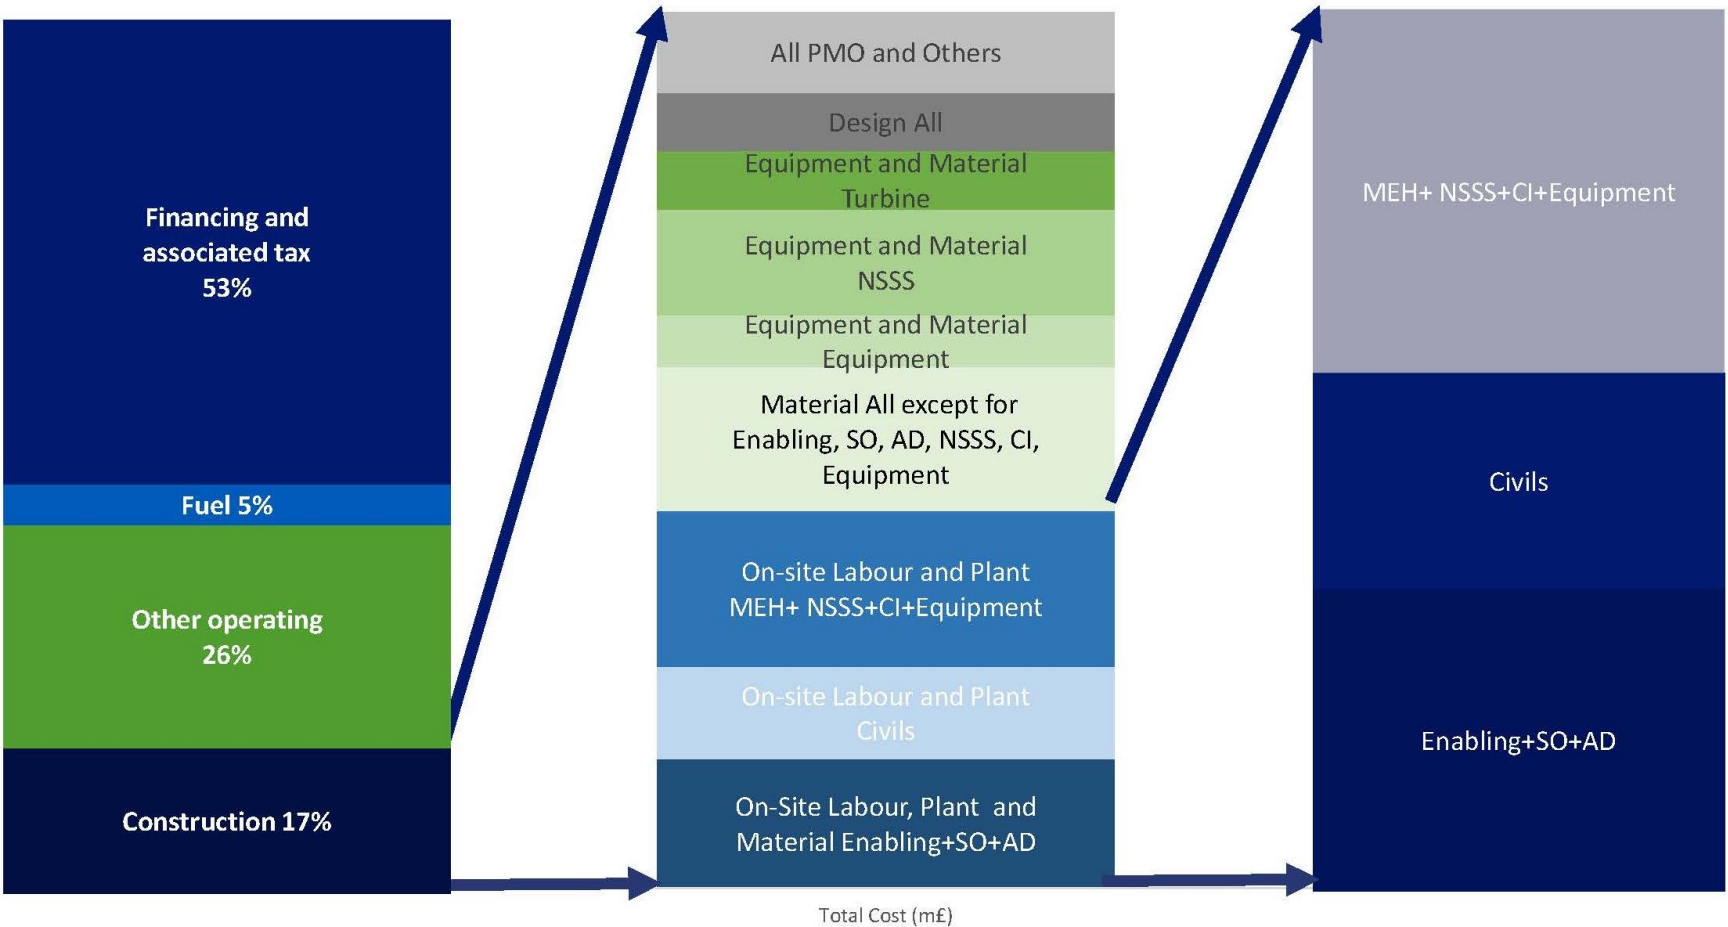 Financing and
associated tax
53%
Fuel 5%
Other operating
26%
Construction 17%
All PMO and Others
Design All
Equipment and Material
Turbine
Equipment and Material
NSSS
Equipment and Material
Equipment
Material All except for
Enabling, SO, AD, NSSS, CI,
Equipment
On-site Labour and Plant
MEH+ NSSS+CI+Equipment
On-site Labour and Plant
Civils
On-Site Labour, Plant and
Material Enabling+SO+AD
Total Cost (m£)
MEH+ NSSS+CI+Equipment
Civils
Enabling+SO+AD